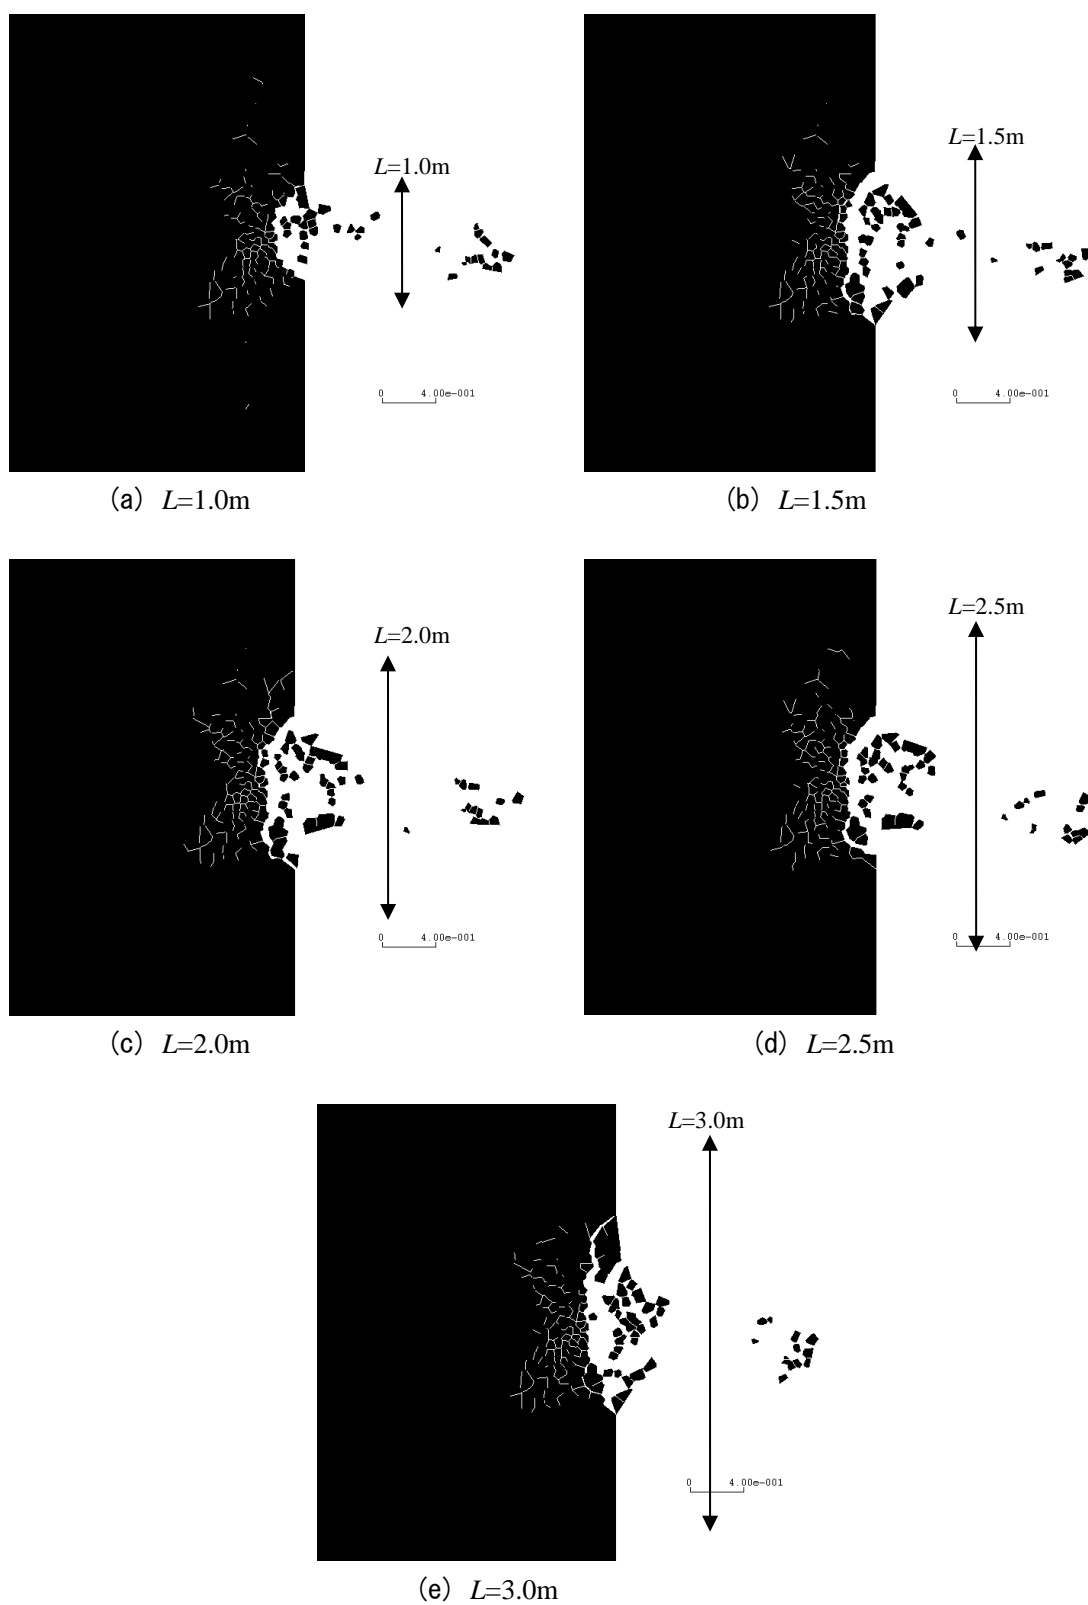 L=1.0m
L=1.5m
0 4.00e-001
0 4.00e-001
(a) L=1.0m
(b) L=1.5m
L=2.0m
L=2.5m
0 4.00e-001
0 4.00e-001
(c) L=2.0m
(d) L=2.5m
L=3.0m
0 4.00e-001
(e) L=3.0m